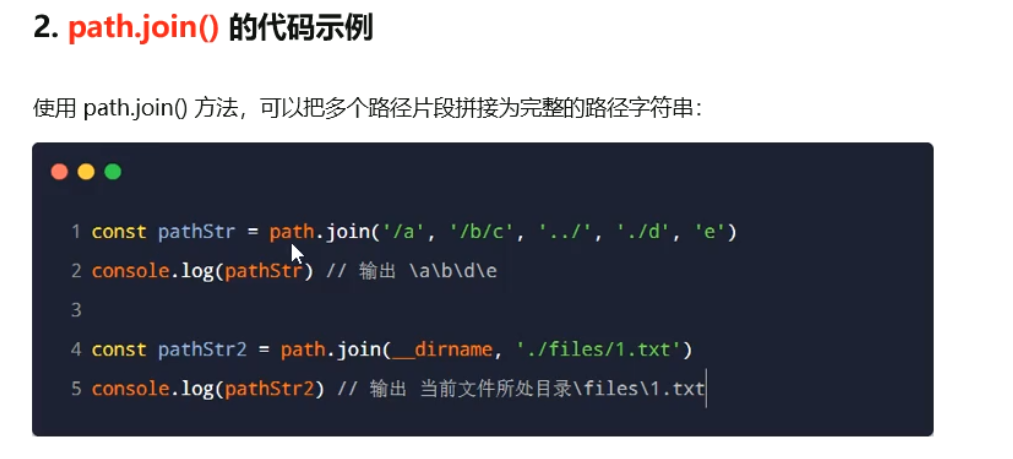 2. path.join() 的代码示例
使用 path.join() 方法，可以把多个路径片段拼接为完整的路径字符串：
1 const pathStr = path.join('/a', '/b/c', '../', './d', 'e')
2 console.log(pathStr) // 输出 \a\b\d\e
3
4 const pathStr2 = path.join(__dirname, './files/1.txt')
5 console.log(pathStr2) // 输出 当前文件所处目录\files\1.txt